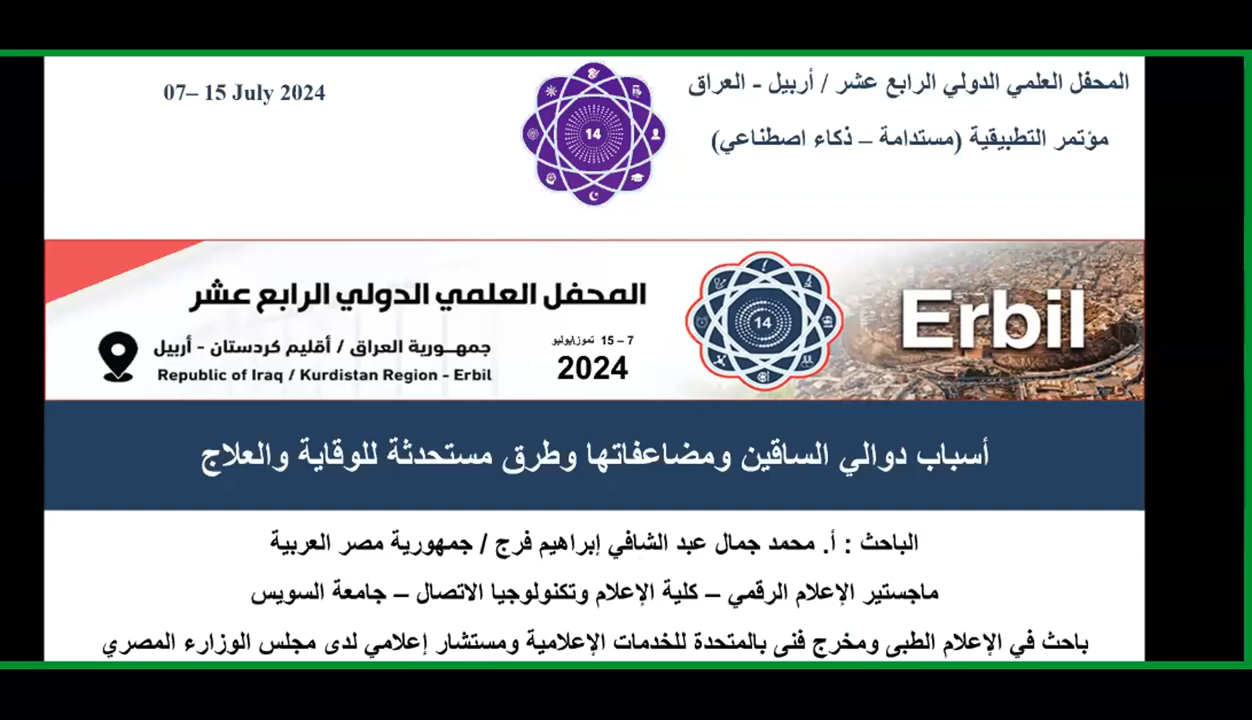 المحفل العلمي الدولي الرابع عشر / أربيل - العراق
07– 15 July 2024
مؤتمر التطبيقية (مستدامة – ذكاء اصطناعي)
14
Erbil
14
المحفل العلمي الدولي الرابع عشر
7 – 15 تموز/يوليو
2024
جمهــورية العراق / أقليم كردستان - أربيل
Republic of Iraq / Kurdistan Region - Erbil
أسباب دوالي الساقين ومضاعفاتها وطرق مستحدثة للوقاية والعلاج
الباحث : أ. محمد جمال عبد الشافي إبراهيم فرج / جمهورية مصر العربية
ماجستير الإعلام الرقمي – كلية الإعلام وتكنولوجيا الاتصال – جامعة السويس
باحث في الإعلام الطبى ومخرج فنى بالمتحدة للخدمات الإعلامية ومستشار إعلامي لدى مجلس الوزارء المصري